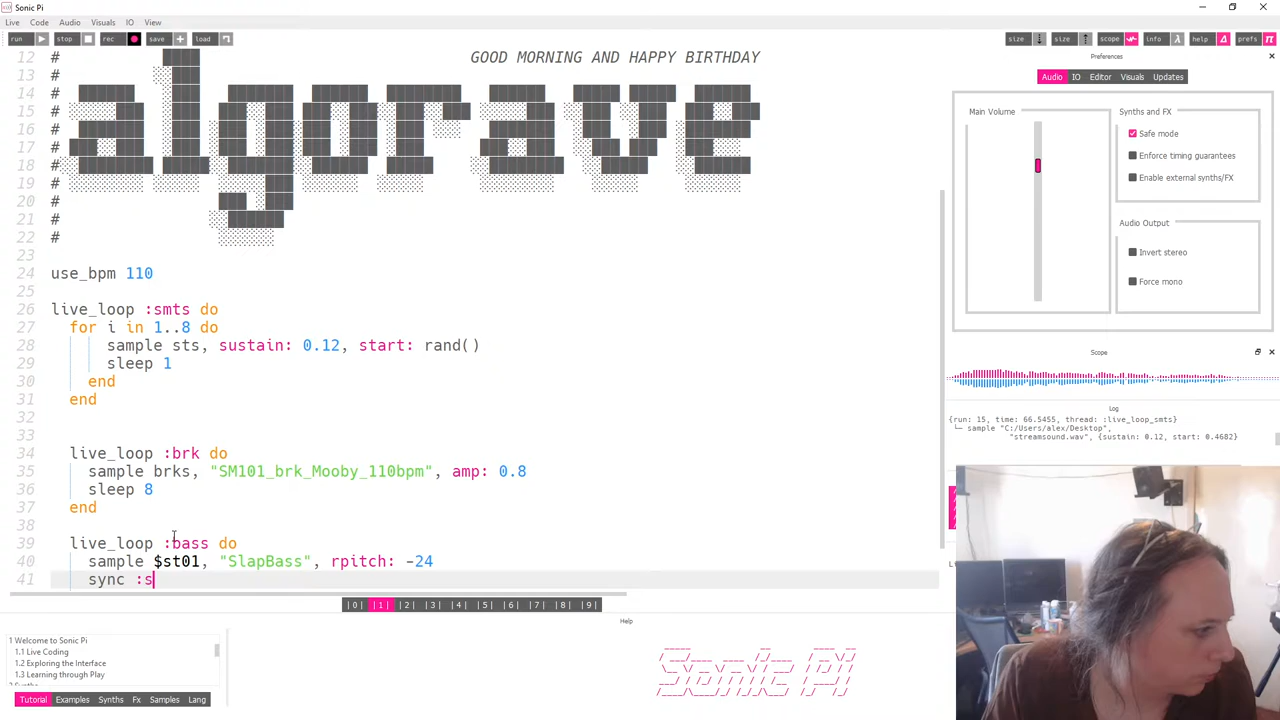 Sonic Pi
Live Code Audio Visuals IO View
run stop rec save load size size scope info help prefs
12 # GOOD MORNING AND HAPPY BIRTHDAY
13 #
14 #
15 #
16 #
17 #
18 #
19 #
20 #
21 #
22 #
algorave
23
24 use_bpm 110
25
26 live_loop :smts do
27 for i in 1..8 do
28 sample sts, sustain: 0.12, start: rand()
29 sleep 1
30 end
31 end
32
33
34 live_loop :brk do
35 sample brks, "SM101_brk_Mooby_110bpm", amp: 0.8
36 sleep 8
37 end
38
39 live_loop :bass do
40 sample $st01, "SlapBass", rpitch: -24
41 sync :s
|0| |1| |2| |3| |4| |5| |6| |7| |8| |9|
Preferences
Audio IO Editor Visuals Updates
Main Volume
Synths and FX
Safe mode
Enforce timing guarantees
Enable external synths/FX
Audio Output
Invert stereo
Force mono
Scope
Log
{run: 15, time: 66.5455, thread: :live_loop_smts}
└─ sample "C:/Users/alex/Desktop",
"streamsound.wav", {sustain: 0.12, start: 0.4682}
Help
1 Welcome to Sonic Pi
1.1 Live Coding
1.2 Exploring the Interface
1.3 Learning through Play
Tutorial Examples Synths Fx Samples Lang
Sonic Pi